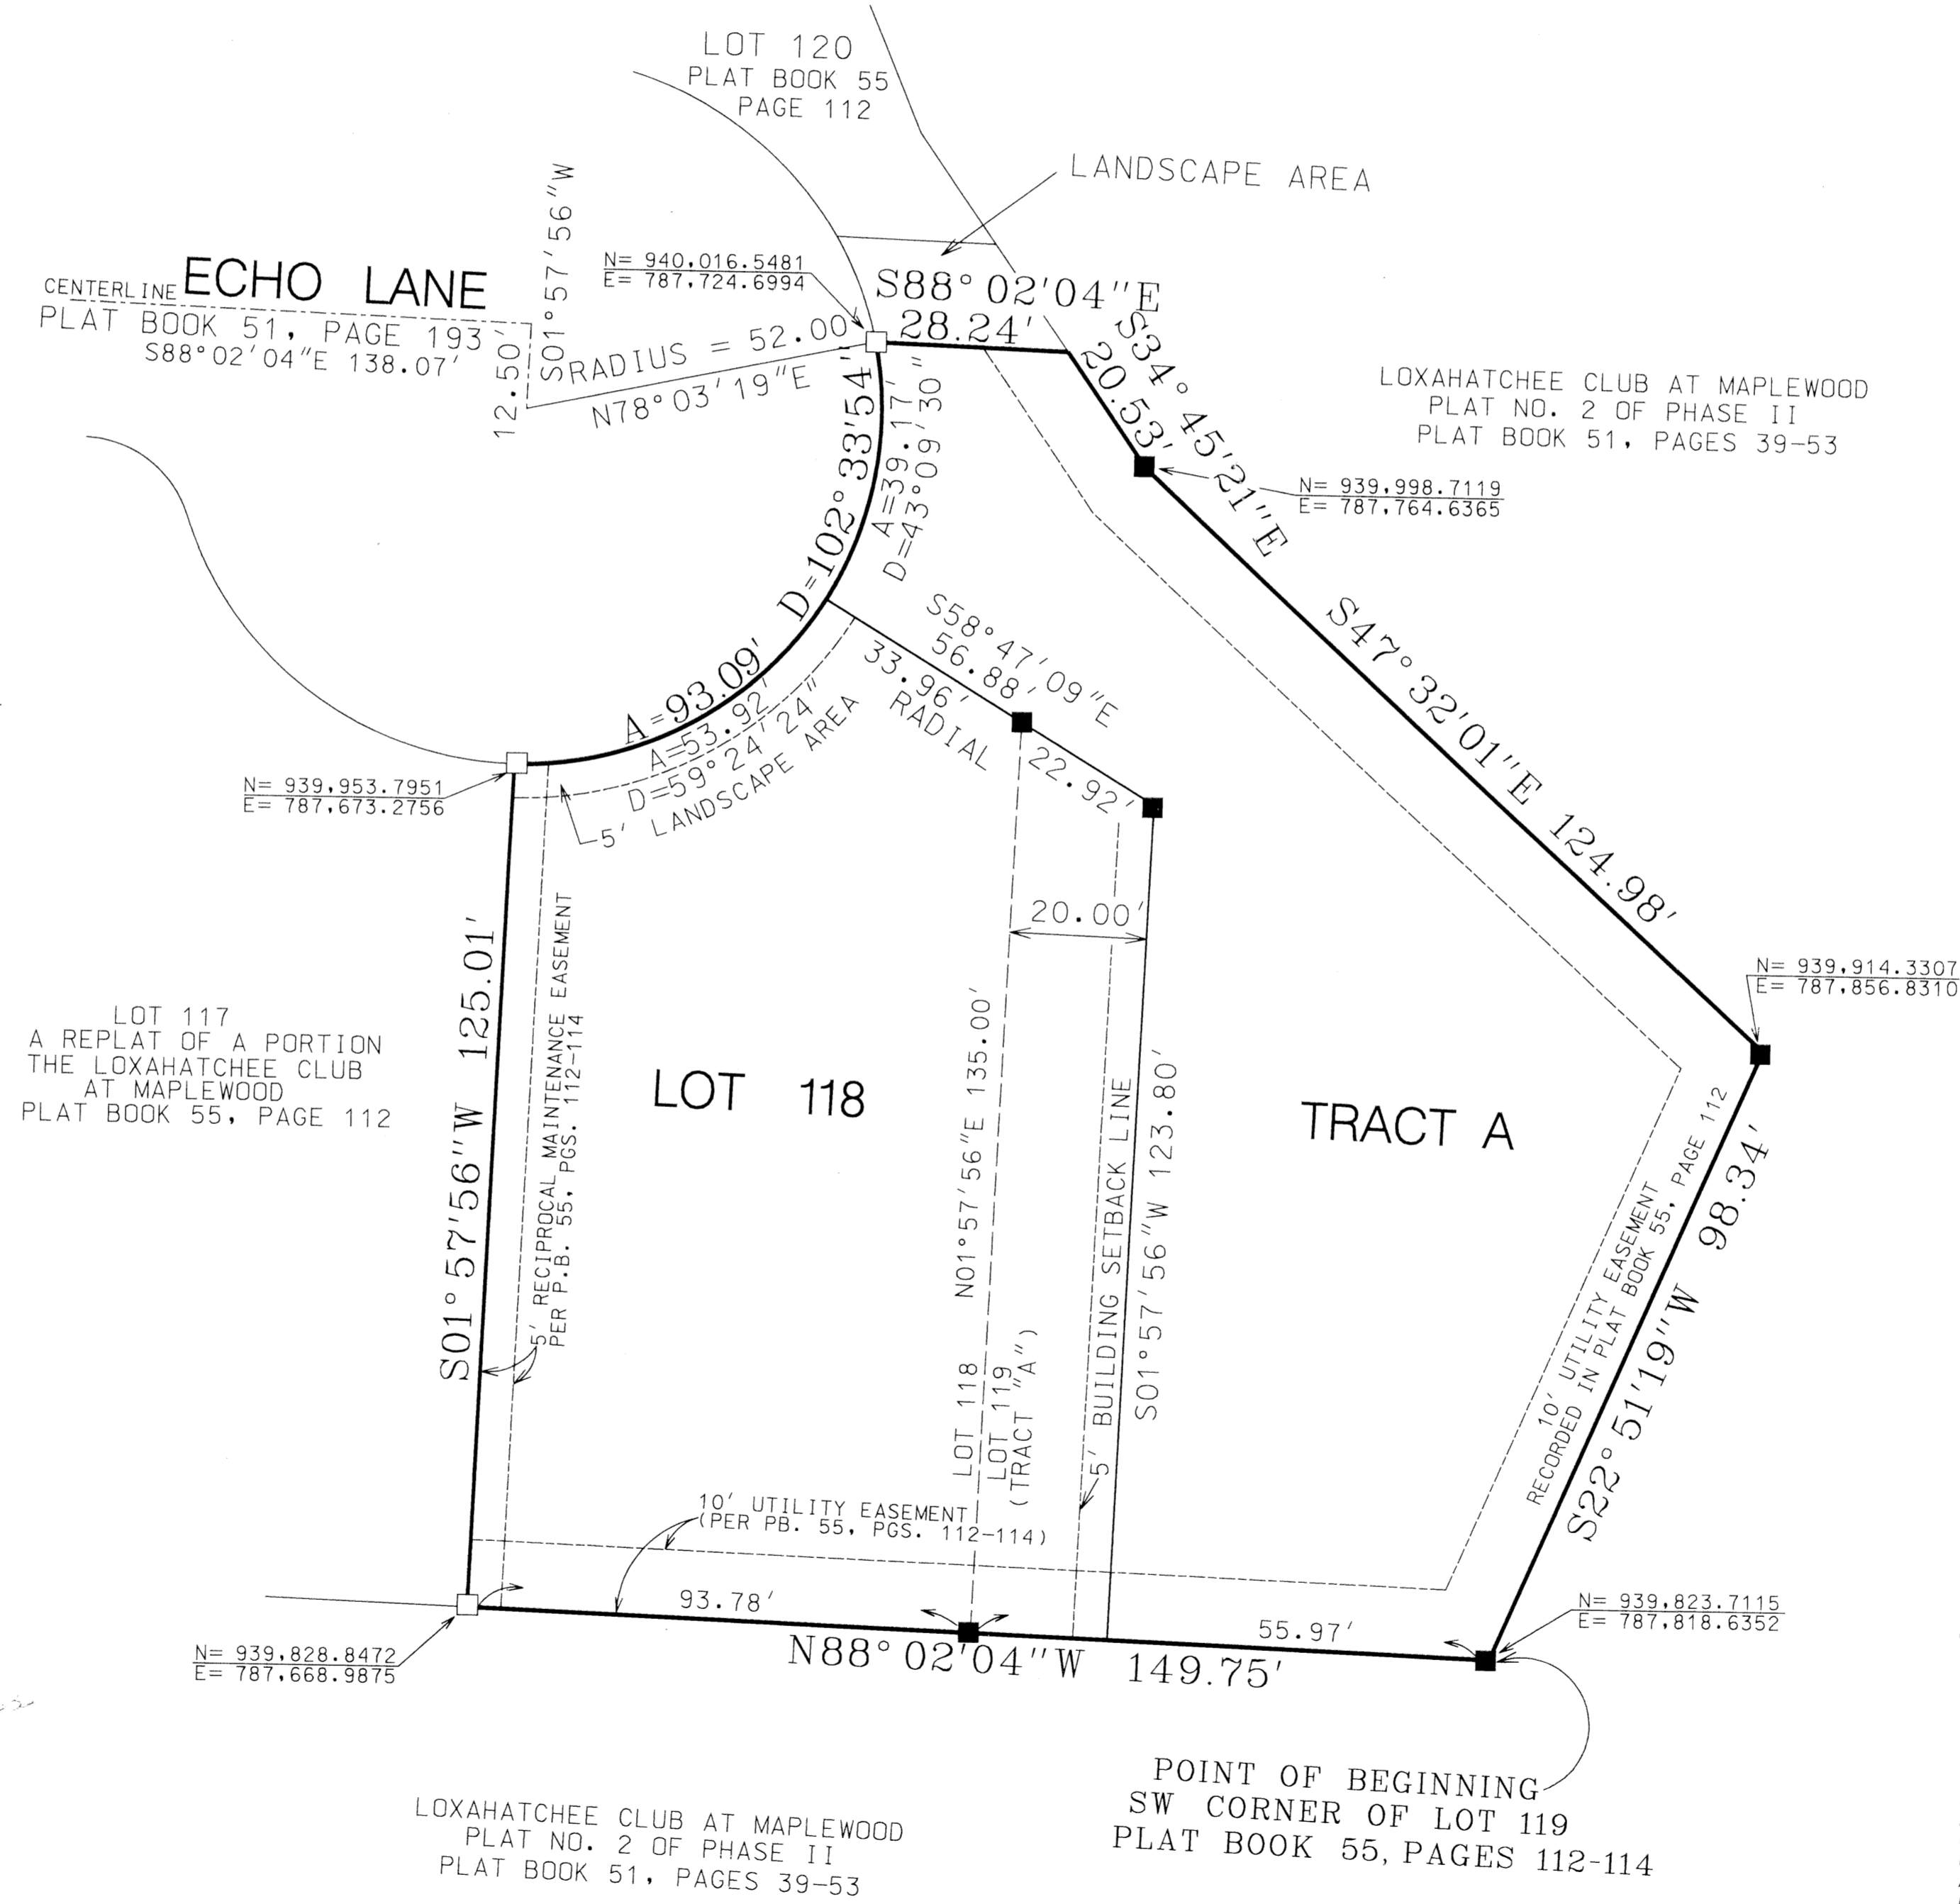 LOT 120
PLAT BOOK 55
PAGE 112
LANDSCAPE AREA
N= 940,016.5481
E= 787,724.6994
S88°02'04"E
28.24'
CENTERLINE ECHO LANE
PLAT BOOK 51, PAGE 193
S88°02'04"E 138.07'
12.50'
S01°57'56"W
RADIUS = 52.00'
N78°03'19"E
S34°45'21"E
20.53'
LOXAHATCHEE CLUB AT MAPLEWOOD
PLAT NO. 2 OF PHASE II
PLAT BOOK 51, PAGES 39-53
N= 939,998.7119
E= 787,764.6365
A=93.09' D=102°33'54"
A=39.17'
D=43°09'30"
S58°47'09"E
56.88'
33.96'
RADIAL
22.92'
A=53.92'
D=59°24'24"
5' LANDSCAPE AREA
S47°32'01"E 124.98'
N= 939,953.7951
E= 787,673.2756
20.00'
N= 939,914.3307
E= 787,856.8310
LOT 117
A REPLAT OF A PORTION
THE LOXAHATCHEE CLUB
AT MAPLEWOOD
PLAT BOOK 55, PAGE 112
S01°57'56"W 125.01'
5' RECIPROCAL MAINTENANCE EASEMENT
PER P.B. 55, PGS. 112-114
LOT 118
LOT 118 N01°57'56"E 135.00'
LOT 119
(TRACT "A")
5' BUILDING SETBACK LINE
S01°57'56"W 123.80'
TRACT A
10' UTILITY EASEMENT
RECORDED IN PLAT BOOK 55, PAGE 112
S22°51'19"W 98.34'
10' UTILITY EASEMENT
(PER PB. 55, PGS. 112-114)
93.78'
55.97'
N88°02'04"W 149.75'
N= 939,823.7115
E= 787,818.6352
N= 939,828.8472
E= 787,668.9875
POINT OF BEGINNING
SW CORNER OF LOT 119
PLAT BOOK 55, PAGES 112-114
LOXAHATCHEE CLUB AT MAPLEWOOD
PLAT NO. 2 OF PHASE II
PLAT BOOK 51, PAGES 39-53